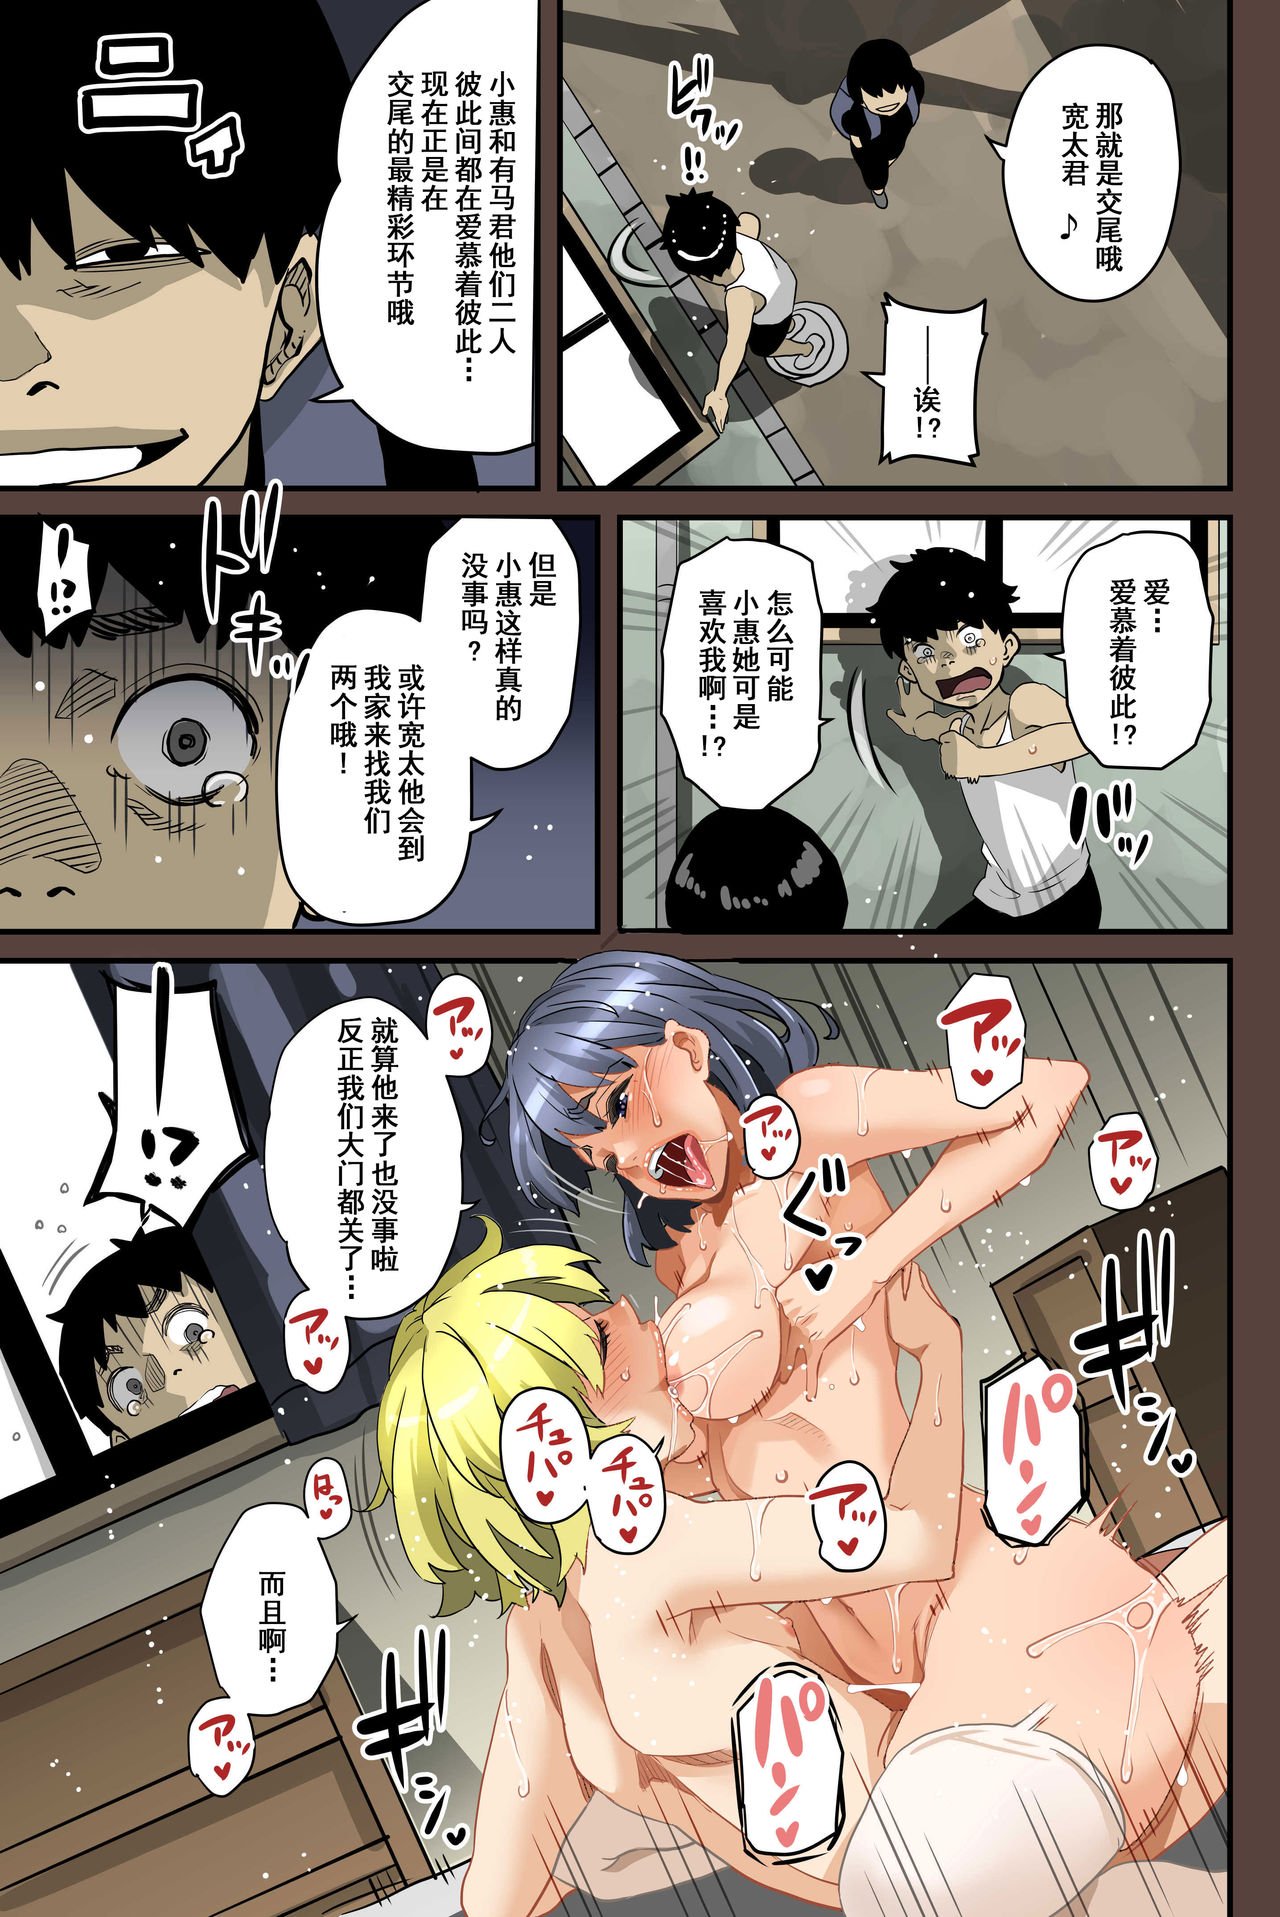 那就是交尾哦
宽太君♪
——诶!?
ビワッ
!!
小惠和有马君他们二人
彼此间都在爱慕着彼此…
现在正是在
交尾的最精彩环节哦
ニィ
爱…
爱慕着彼此!?
怎么可能
小惠她可是
喜欢我啊…!?
バッ
但是
小惠这样真的
没事吗?
或许宽太他会到
我家来找我们
两个哦!
ドキッ
!?
就算他来了也没事啦
反正我们大门都关了…
!?
アッ♥
アッ♥
アッ♥
アッ♥
アッ♥
ぐっ♥
チュパ♥
チュパ♥
アッ♥
はっ♥
パンッ
ギシ♥
而且啊…
アッ♥
ギシ♥
パンッ